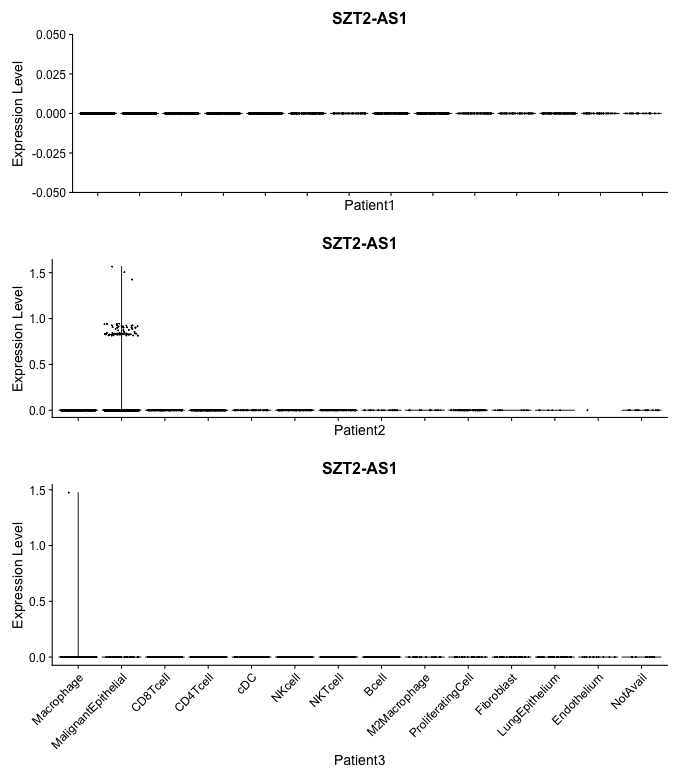 SZT2-AS1
Expression Level
0.050
0.025
0.000
-0.025
-0.050
Patient1
SZT2-AS1
Expression Level
1.5
1.0
0.5
0.0
Patient2
SZT2-AS1
Expression Level
1.5
1.0
0.5
0.0
Macrophage
MalignantEpithelial
CD8Tcell
CD4Tcell
cDC
NKcell
NKTcell
Bcell
M2Macrophage
ProliferatingCell
Fibroblast
LungEpithelium
Endothelium
NotAvail
Patient3